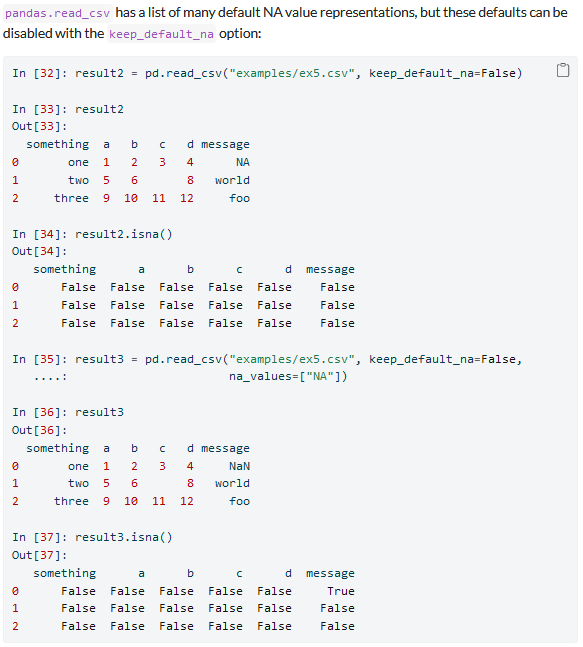 pandas.read_csv has a list of many default NA value representations, but these defaults can be
disabled with the keep_default_na option:
In [32]: result2 = pd.read_csv("examples/ex5.csv", keep_default_na=False)
In [33]: result2
Out[33]:
  something  a   b   c   d message
0       one  1   2   3   4      NA
1       two  5   6       8   world
2     three  9  10  11  12     foo
In [34]: result2.isna()
Out[34]:
   something      a      b      c      d  message
0      False  False  False  False  False    False
1      False  False  False  False  False    False
2      False  False  False  False  False    False
In [35]: result3 = pd.read_csv("examples/ex5.csv", keep_default_na=False,
   ....:                       na_values=["NA"])
In [36]: result3
Out[36]:
  something  a   b   c   d message
0       one  1   2   3   4     NaN
1       two  5   6       8   world
2     three  9  10  11  12     foo
In [37]: result3.isna()
Out[37]:
   something      a      b      c      d  message
0      False  False  False  False  False     True
1      False  False  False  False  False    False
2      False  False  False  False  False    False